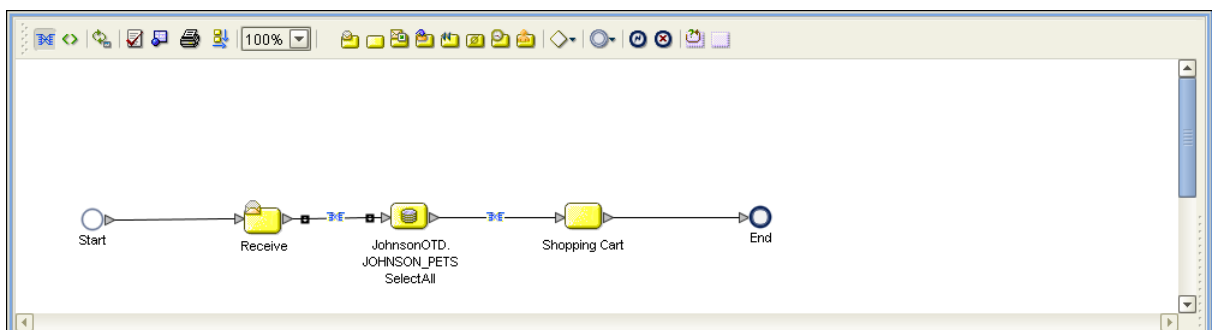 100%
Start
Receive
JohnsonOTD.
JOHNSON_PETS
SelectAll
Shopping Cart
End